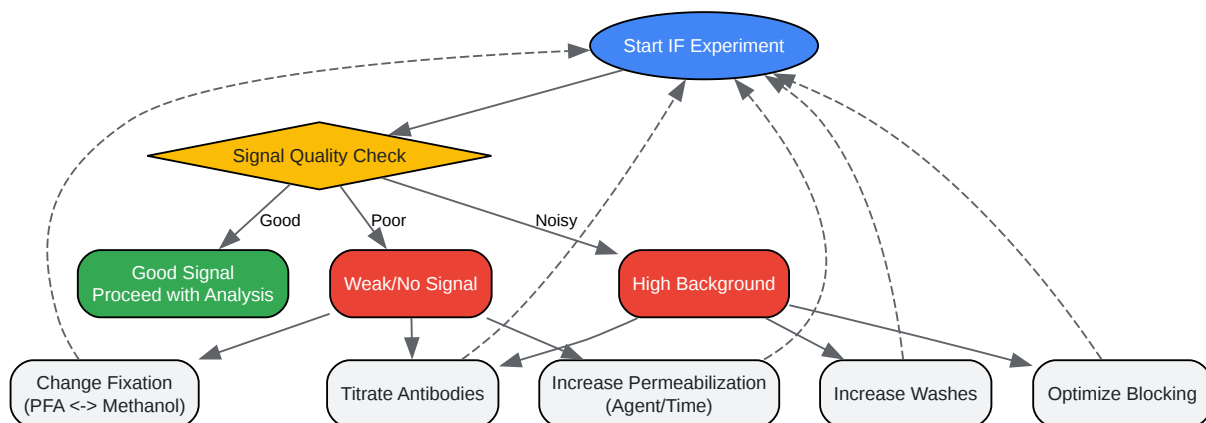 Start IF Experiment
Signal Quality Check
Good
Poor
Noisy
Good Signal
Proceed with Analysis
Weak/No Signal
High Background
Change Fixation
(PFA <-> Methanol)
Titrate Antibodies
Increase Permeabilization
(Agent/Time)
Increase Washes
Optimize Blocking